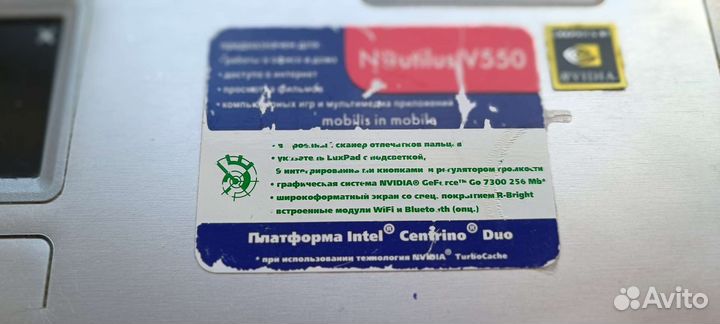 предназначен для:
Nautilus V550
• работы в офисе и дома
• доступа в интернет
• просмотра фильмов
• компьютерных игр и мультимедиа приложений
mobilis in mobile
сканер отпечатков пальцев
• указатель LuxPad с подсветкой,
интегрированными кнопками и регулятором громкости
• графическая система NVIDIA® GeForce™ Go 7300 256 Mb*
• широкоформатный экран со спец. покрытием R-Bright
встроенные модули WiFi и Bluetooth (опц.)
Платформа Intel® Centrino® Duo
* при использовании технологии NVIDIA® TurboCache
NVIDIA
Avito